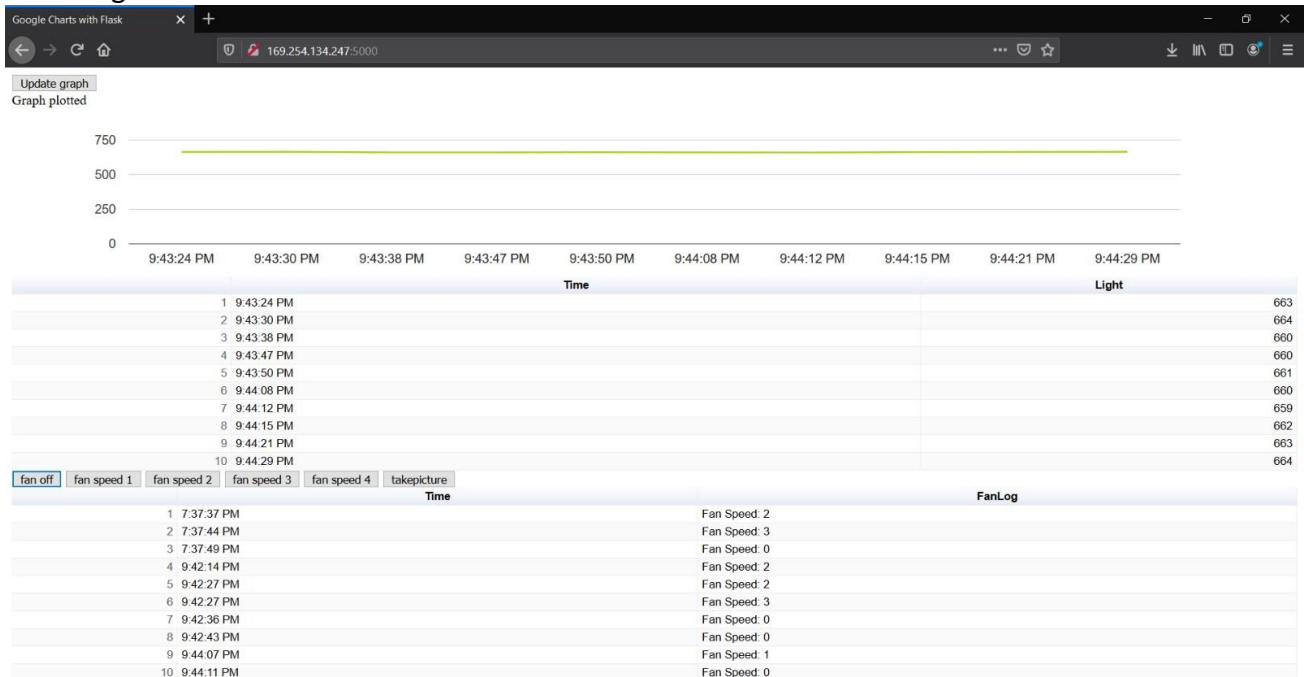 Google Charts with Flask
169.254.134.247:5000
Update graph
Graph plotted
750
500
250
0
9:43:24 PM 9:43:30 PM 9:43:38 PM 9:43:47 PM 9:43:50 PM 9:44:08 PM 9:44:12 PM 9:44:15 PM 9:44:21 PM 9:44:29 PM
Time Light
1 9:43:24 PM 663
2 9:43:30 PM 664
3 9:43:38 PM 660
4 9:43:47 PM 660
5 9:43:50 PM 661
6 9:44:08 PM 660
7 9:44:12 PM 659
8 9:44:15 PM 662
9 9:44:21 PM 663
10 9:44:29 PM 664
fan off fan speed 1 fan speed 2 fan speed 3 fan speed 4 takepicture
Time FanLog
1 7:37:37 PM Fan Speed: 2
2 7:37:44 PM Fan Speed: 3
3 7:37:49 PM Fan Speed: 0
4 9:42:14 PM Fan Speed: 2
5 9:42:27 PM Fan Speed: 2
6 9:42:27 PM Fan Speed: 3
7 9:42:36 PM Fan Speed: 0
8 9:42:43 PM Fan Speed: 0
9 9:44:07 PM Fan Speed: 1
10 9:44:11 PM Fan Speed: 0